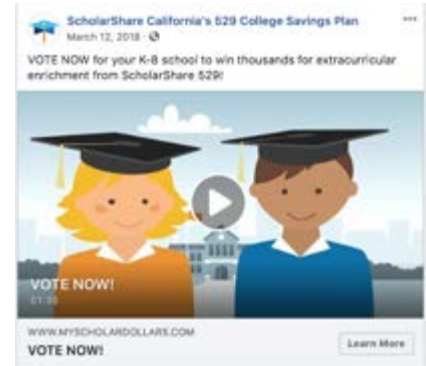 ScholarShare California's 529 College Savings Plan
March 12, 2018 ·
VOTE NOW for your K-8 school to win thousands for extracurricular
enrichment from ScholarShare 529!
VOTE NOW!
WWW.MYSCHOLARDOLLARS.COM
VOTE NOW!
Learn More